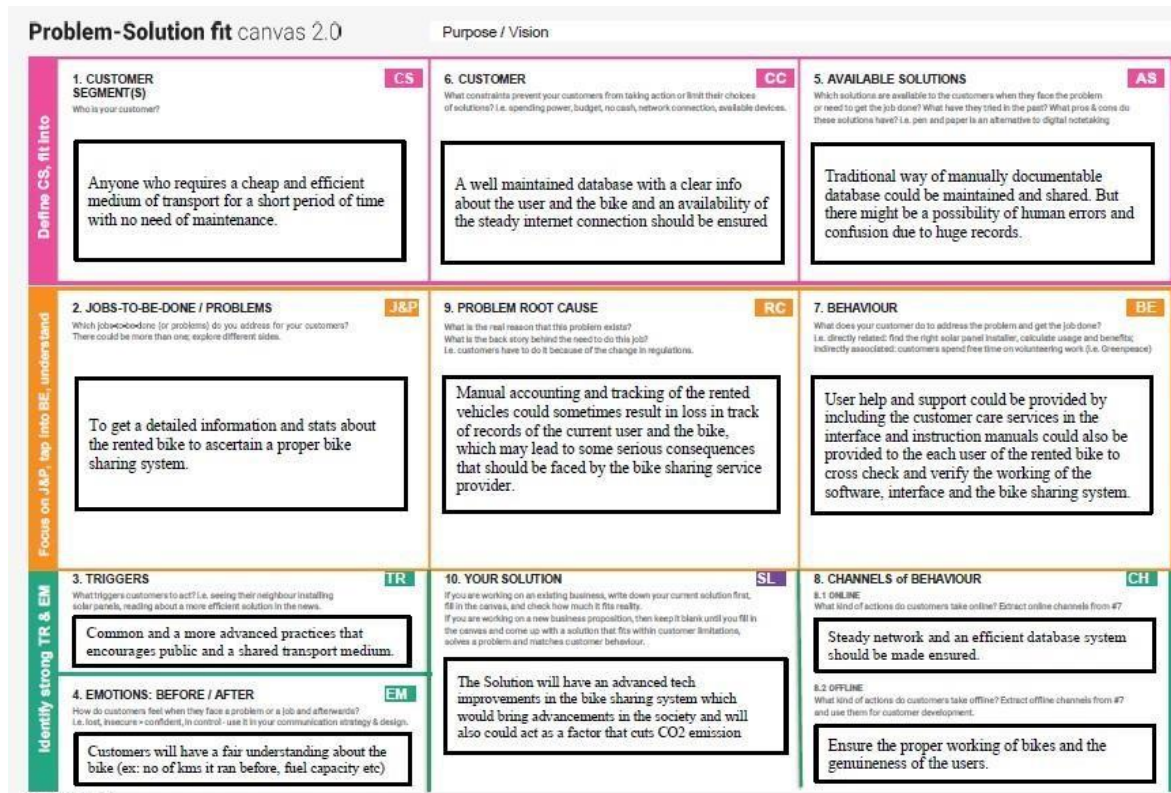 Problem-Solution fit canvas 2.0
Purpose / Vision
Define CS, fit into
1. CUSTOMER
SEGMENT(S)
CS
Who is your customer?
Anyone who requires a cheap and efficient
medium of transport for a short period of time
with no need of maintenance.
6. CUSTOMER
CC
What constraints prevent your customers from taking action or limit their choices
of solutions? i.e. spending power, budget, no cash, network connection, available devices.
A well maintained database with a clear info
about the user and the bike and an availability of
the steady internet connection should be ensured
5. AVAILABLE SOLUTIONS
AS
Which solutions are available to the customers when they face the problem
or need to get the job done? What have they tried in the past? What pros & cons do
these solutions have? i.e. pen and paper is an alternative to digital notetaking
Traditional way of manually documentable
database could be maintained and shared. But
there might be a possibility of human errors and
confusion due to huge records.
Focus on J&P, tap into BE, understand
2. JOBS-TO-BE-DONE / PROBLEMS
J&P
Which jobs-to-be-done (or problems) do you address for your customers?
There could be more than one; explore different sides.
To get a detailed information and stats about
the rented bike to ascertain a proper bike
sharing system.
9. PROBLEM ROOT CAUSE
RC
What is the real reason that this problem exists?
What is the back story behind the need to do this job?
i.e. customers have to do it because of the change in regulations.
Manual accounting and tracking of the rented
vehicles could sometimes result in loss in track
of records of the current user and the bike,
which may lead to some serious consequences
that should be faced by the bike sharing service
provider.
7. BEHAVIOUR
BE
What does your customer do to address the problem and get the job done?
i.e. directly related: find the right solar panel installer, calculate usage and benefits;
indirectly associated: customers spend free time on volunteering work (i.e. Greenpeace)
User help and support could be provided by
including the customer care services in the
interface and instruction manuals could also be
provided to the each user of the rented bike to
cross check and verify the working of the
software, interface and the bike sharing system.
Identify strong TR & EM
3. TRIGGERS
TR
What triggers customers to act? i.e. seeing their neighbour installing
solar panels, reading about a more efficient solution in the news.
Common and a more advanced practices that
encourages public and a shared transport medium.
4. EMOTIONS: BEFORE / AFTER
EM
How do customers feel when they face a problem or a job and afterwards?
i.e. lost, insecure > confident, in control - use it in your communication strategy & design.
Customers will have a fair understanding about the
bike (ex: no of kms it ran before, fuel capacity etc)
10. YOUR SOLUTION
SL
If you are working on an existing business, write down your current solution first,
fill in the canvas, and check how much it fits reality.
If you are working on a new business proposition, then keep it blank until you fill in
the canvas and come up with a solution that fits within customer limitations,
solves a problem and matches customer behaviour.
The Solution will have an advanced tech
improvements in the bike sharing system which
would bring advancements in the society and will
also could act as a factor that cuts CO2 emission
8. CHANNELS of BEHAVIOUR
CH
8.1 ONLINE
What kind of actions do customers take online? Extract online channels from #7
Steady network and an efficient database system
should be made ensured.
8.2 OFFLINE
What kind of actions do customers take offline? Extract offline channels from #7
and use them for customer development.
Ensure the proper working of bikes and the
genuineness of the users.